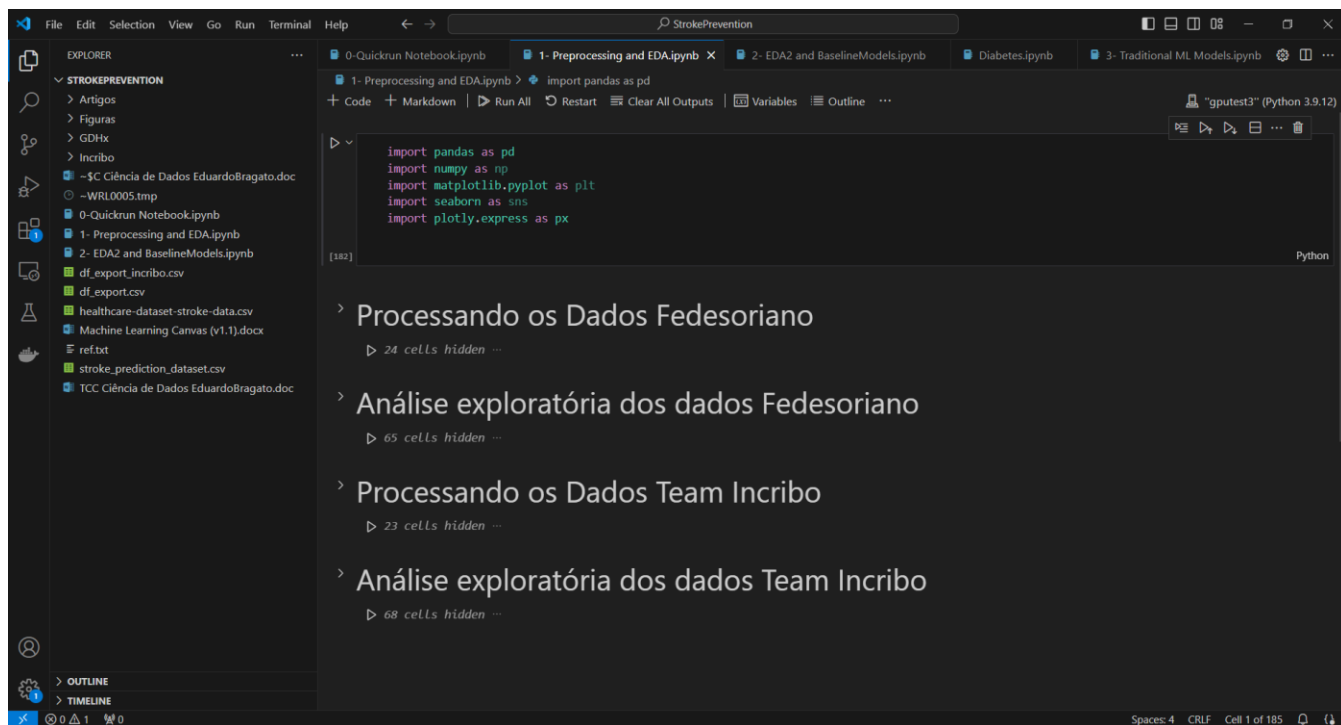 File Edit Selection View Go Run Terminal Help
StrokePrevention
EXPLORER
STROKEPREVENTION
Artigos
Figuras
GDHx
Incribo
~$C Ciência de Dados EduardoBragato.doc
~WRL0005.tmp
0-Quickrun Notebook.ipynb
1- Preprocessing and EDA.ipynb
2- EDA2 and BaselineModels.ipynb
df_export_incribo.csv
df_export.csv
healthcare-dataset-stroke-data.csv
Machine Learning Canvas (v1.1).docx
ref.txt
stroke_prediction_dataset.csv
TCC Ciência de Dados EduardoBragato.doc
OUTLINE
TIMELINE
0-Quickrun Notebook.ipynb 1- Preprocessing and EDA.ipynb 2- EDA2 and BaselineModels.ipynb Diabetes.ipynb 3- Traditional ML Models.ipynb
1- Preprocessing and EDA.ipynb > import pandas as pd
+ Code + Markdown | Run All Restart Clear All Outputs | Variables Outline ...
"gputest3" (Python 3.9.12)
import pandas as pd
import numpy as np
import matplotlib.pyplot as plt
import seaborn as sns
import plotly.express as px
[182] Python
Processando os Dados Fedesoriano
24 cells hidden ...
Análise exploratória dos dados Fedesoriano
65 cells hidden ...
Processando os Dados Team Incribo
23 cells hidden ...
Análise exploratória dos dados Team Incribo
68 cells hidden ...
1
1
0 1 0 Spaces: 4 CRLF Cell 1 of 185